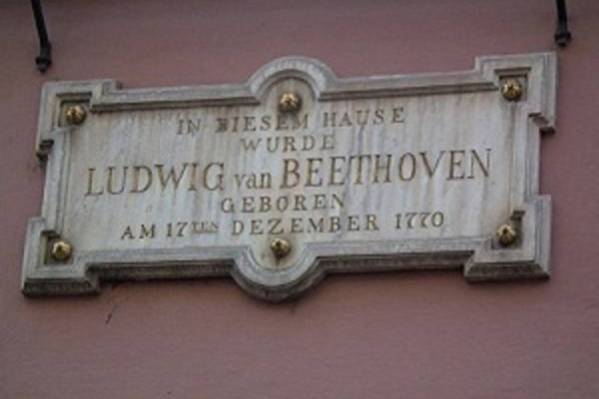 IN DIESEM HAUSE
WURDE
LUDWIG van BEETHOVEN
GEBOREN
AM 17TEN DEZEMBER 1770